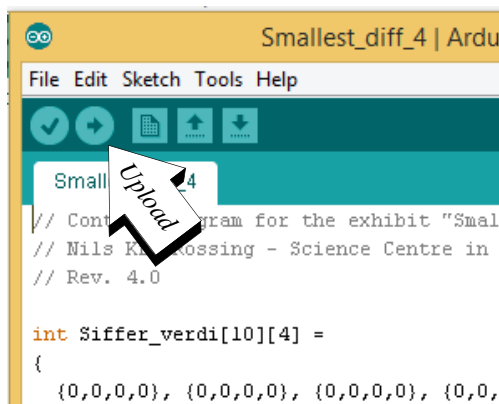 Smallest_diff_4 | Ardu
File Edit Sketch Tools Help
Upload
Small _4
// Cont gram for the exhibit "Smal
// Nils K Rossing - Science Centre in
// Rev. 4.0
int Siffer_verdi[10][4] =
{
{0,0,0,0}, {0,0,0,0}, {0,0,0,0}, {0,0,